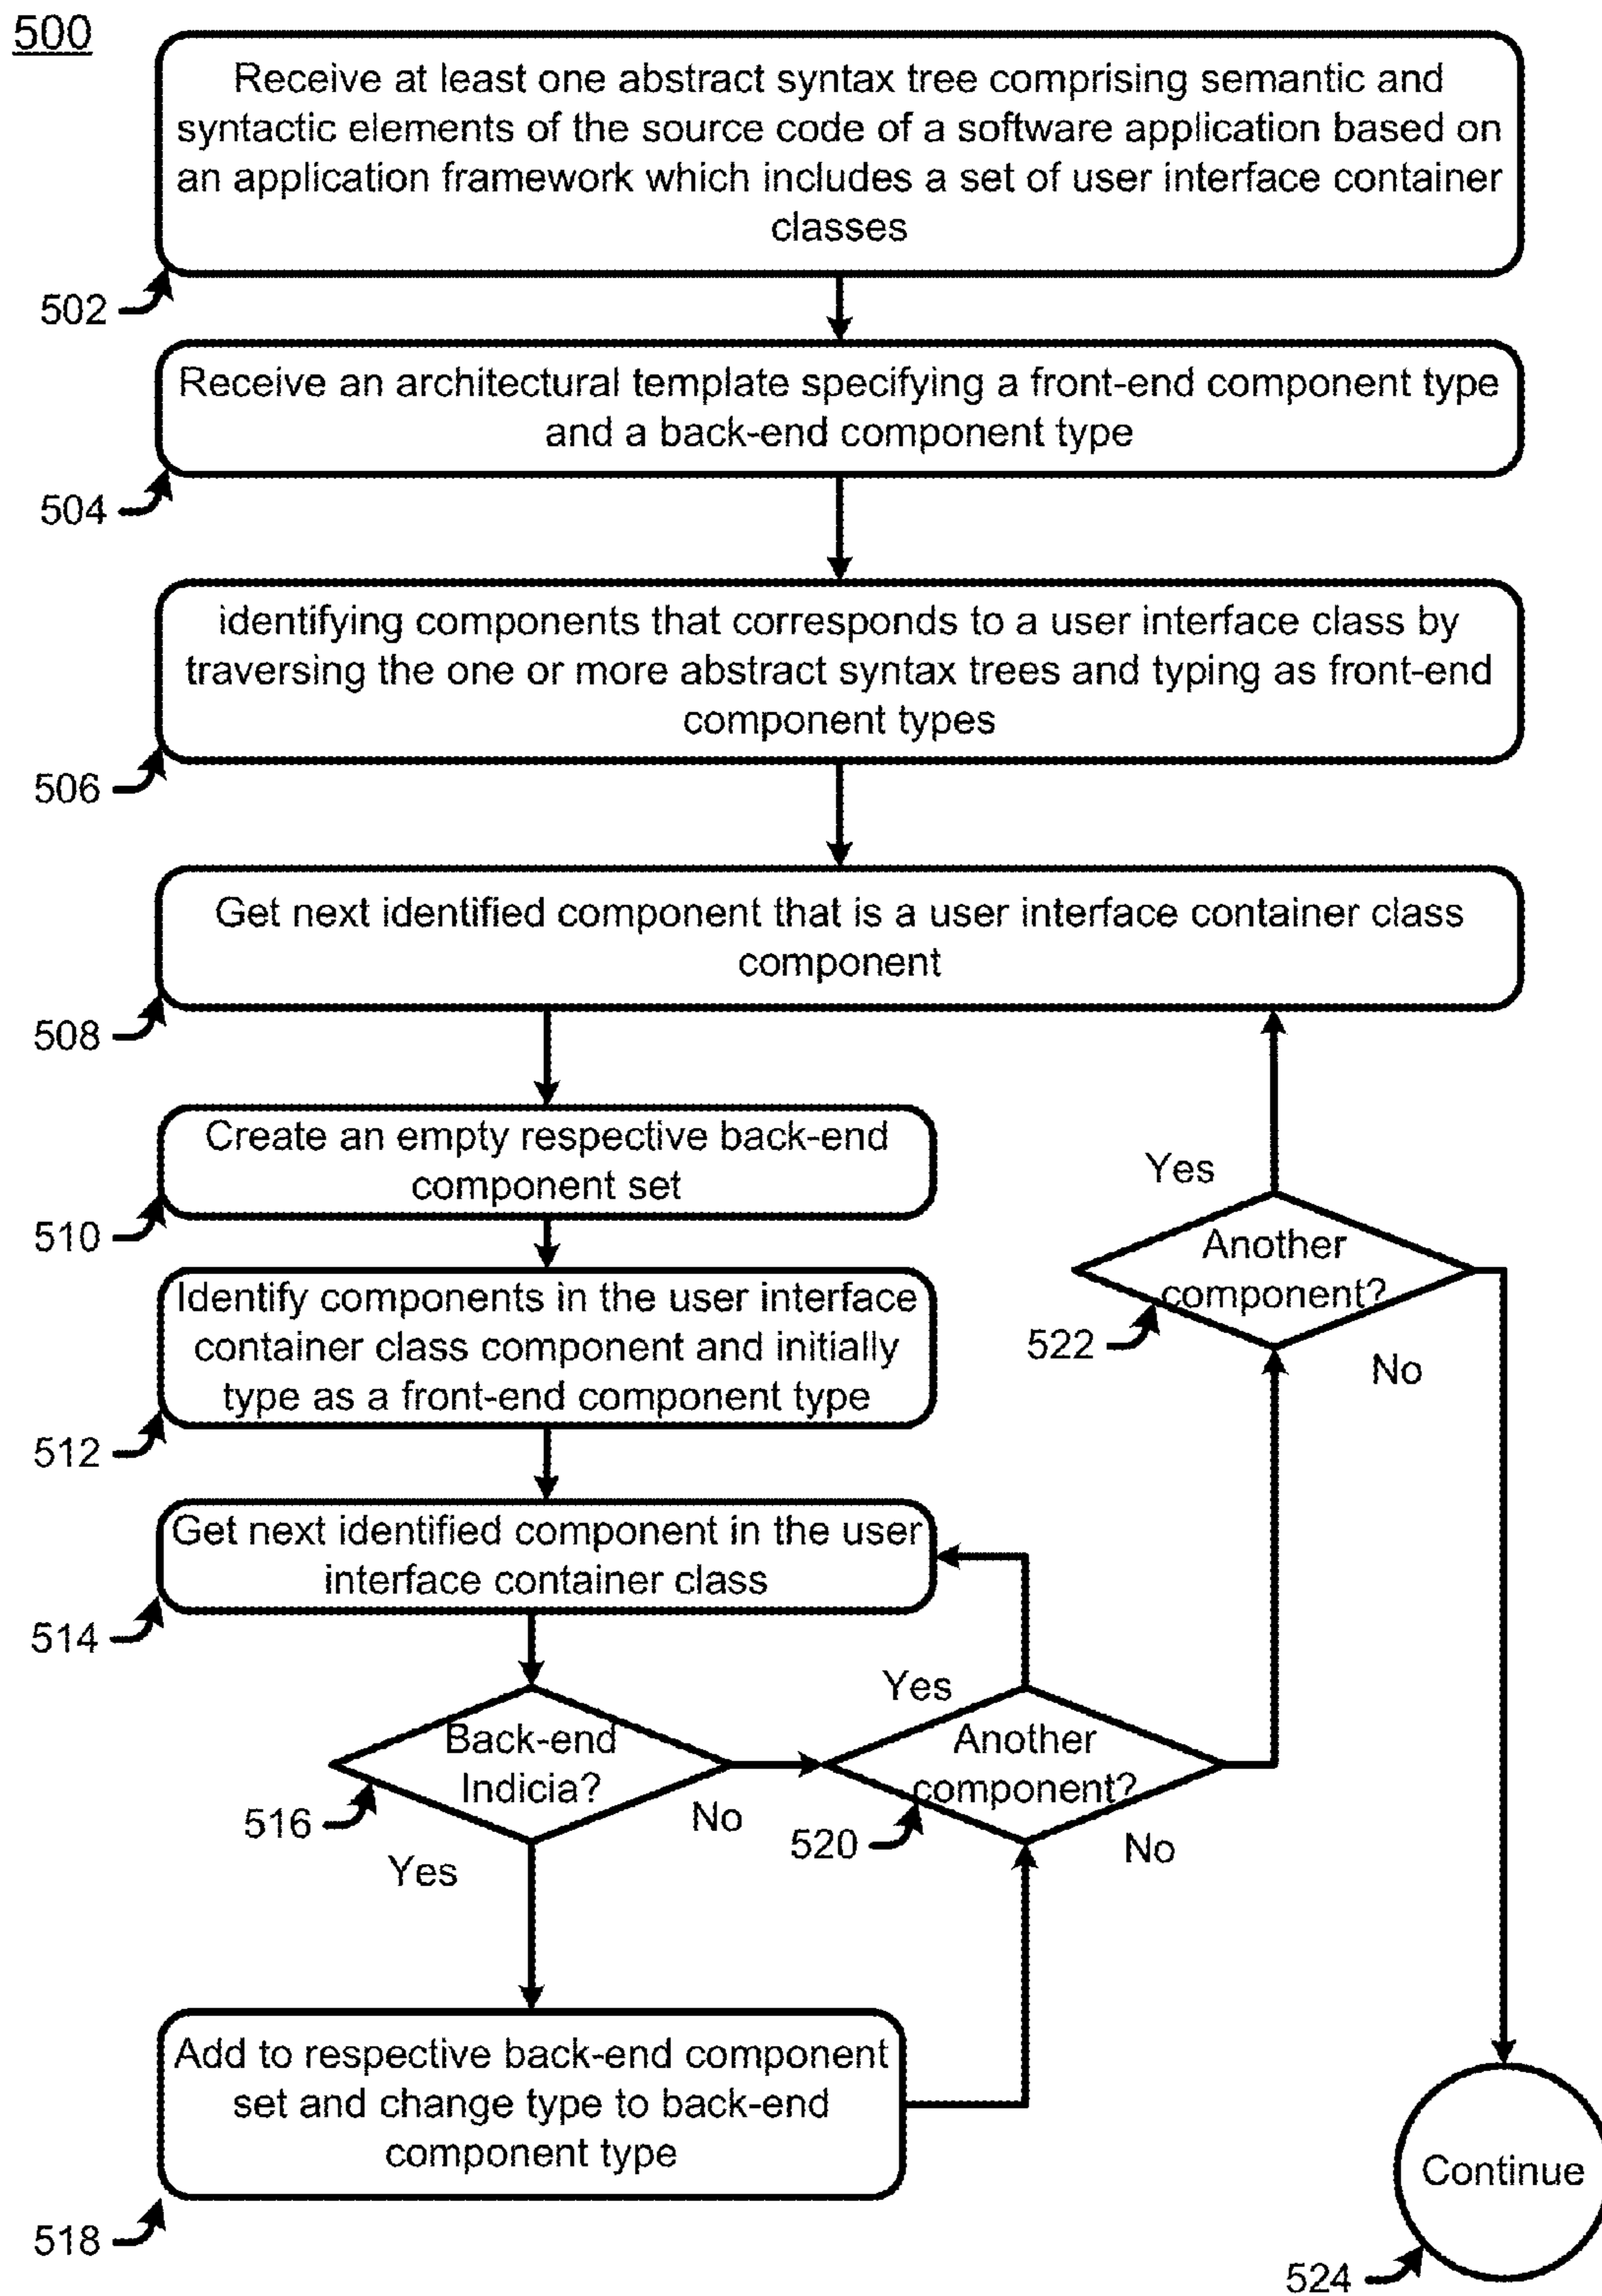 500
Receive at least one abstract syntax tree comprising semantic and
syntactic elements of the source code of a software application based on
an application framework which includes a set of user interface container
classes
502
Receive an architectural template specifying a front-end component type
and a back-end component type
504
identifying components that corresponds to a user interface class by
traversing the one or more abstract syntax trees and typing as front-end
component types
506
Get next identified component that is a user interface container class
component
508
Create an empty respective back-end
component set
510
Identify components in the user interface
container class component and initially
type as a front-end component type
512
Get next identified component in the user
interface container class
514
Back-end
Indicia?
516
No
Yes
Another
component?
520
Yes
No
Add to respective back-end component
set and change type to back-end
component type
518
Another
component?
522
Yes
No
Continue
524